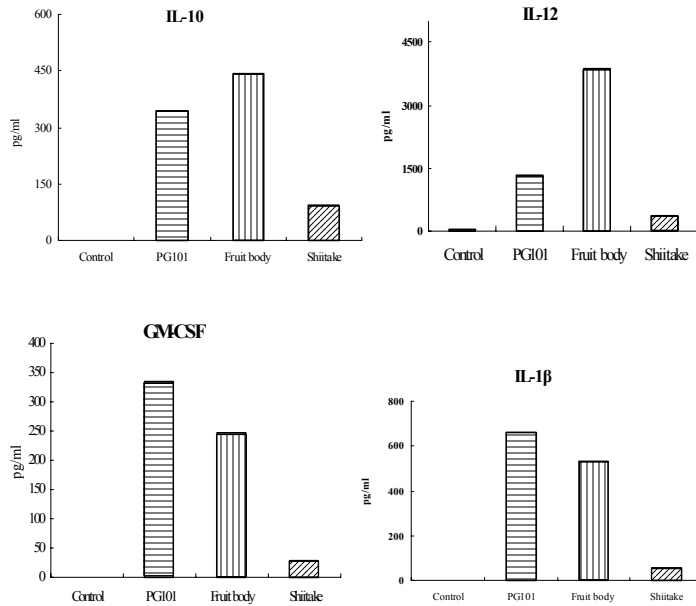 IL-10
600
450
300
150
0
pg/ml
Control PG101 Fruit body Shiitake
IL-12
4500
3000
1500
0
pg/ml
Control PG101 Fruit body Shiitake
GM-CSF
400
350
300
250
200
150
100
50
0
pg/ml
Control PG101 Fruit body Shiitake
IL-1β
800
600
400
200
0
pg/ml
Control PG101 Fruit body Shiitake